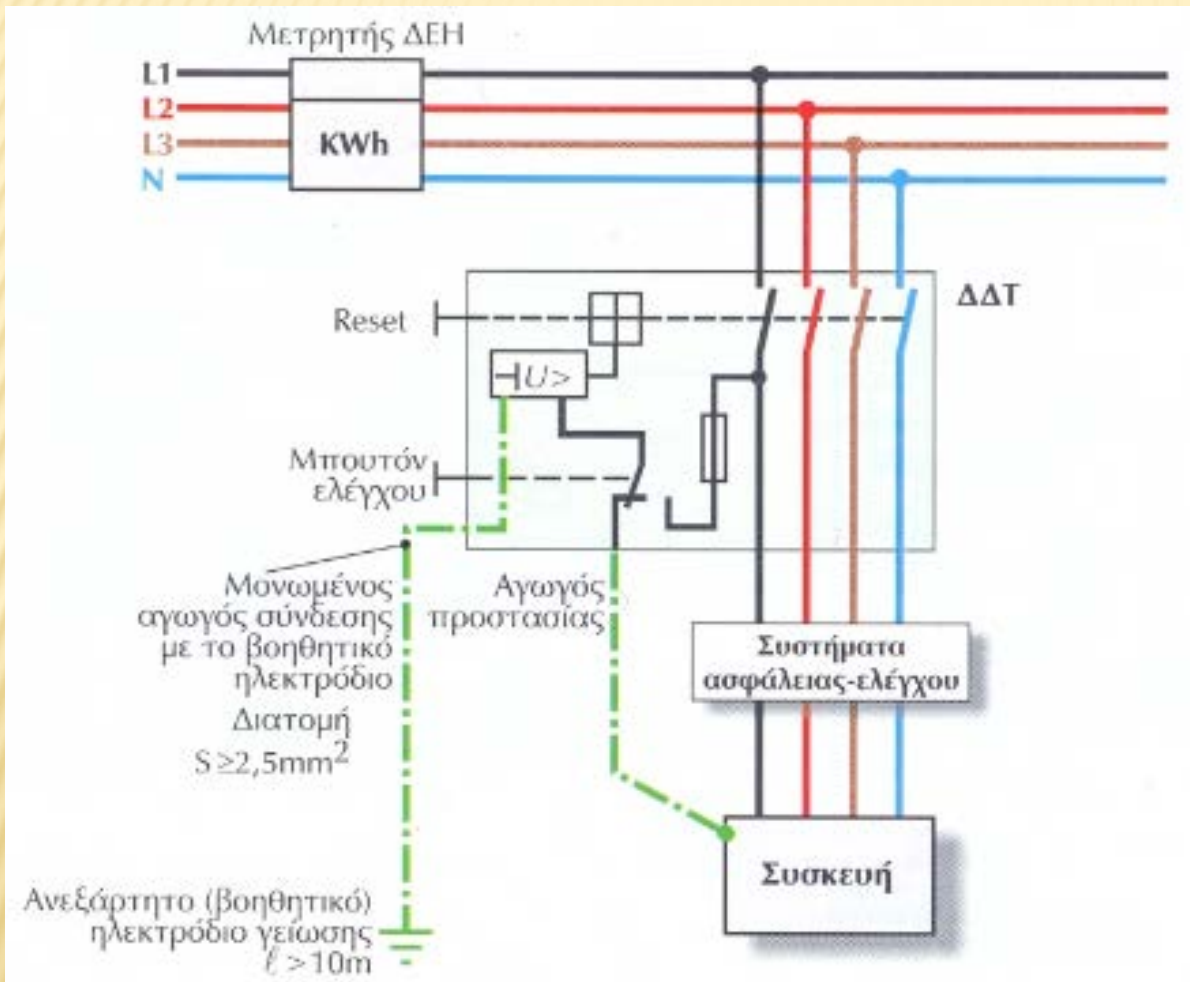 Μετρητής ΔΕΗ
L1
L2
L3
N
KWh
ΔΔΤ
Reset
U>
Μπουτόν
ελέγχου
Μονωμένος
αγωγός σύνδεσης
με το βοηθητικό
ηλεκτρόδιο
Διατομή
S ≥2,5mm²
Αγωγός
προστασίας
Συστήματα
ασφάλειας-ελέγχου
Συσκευή
Ανεξάρτητο (βοηθητικό)
ηλεκτρόδιο γείωσης
ℓ >10m